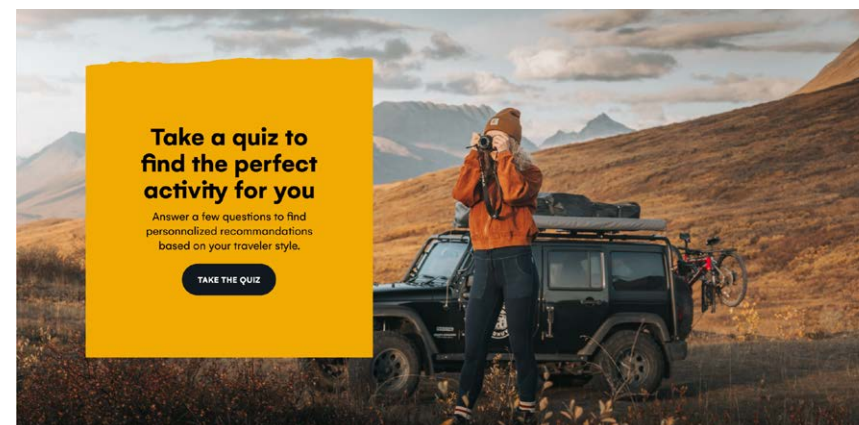 Take a quiz to
find the perfect
activity for you
Answer a few questions to find
personnalized recommandations
based on your traveler style.
TAKE THE QUIZ